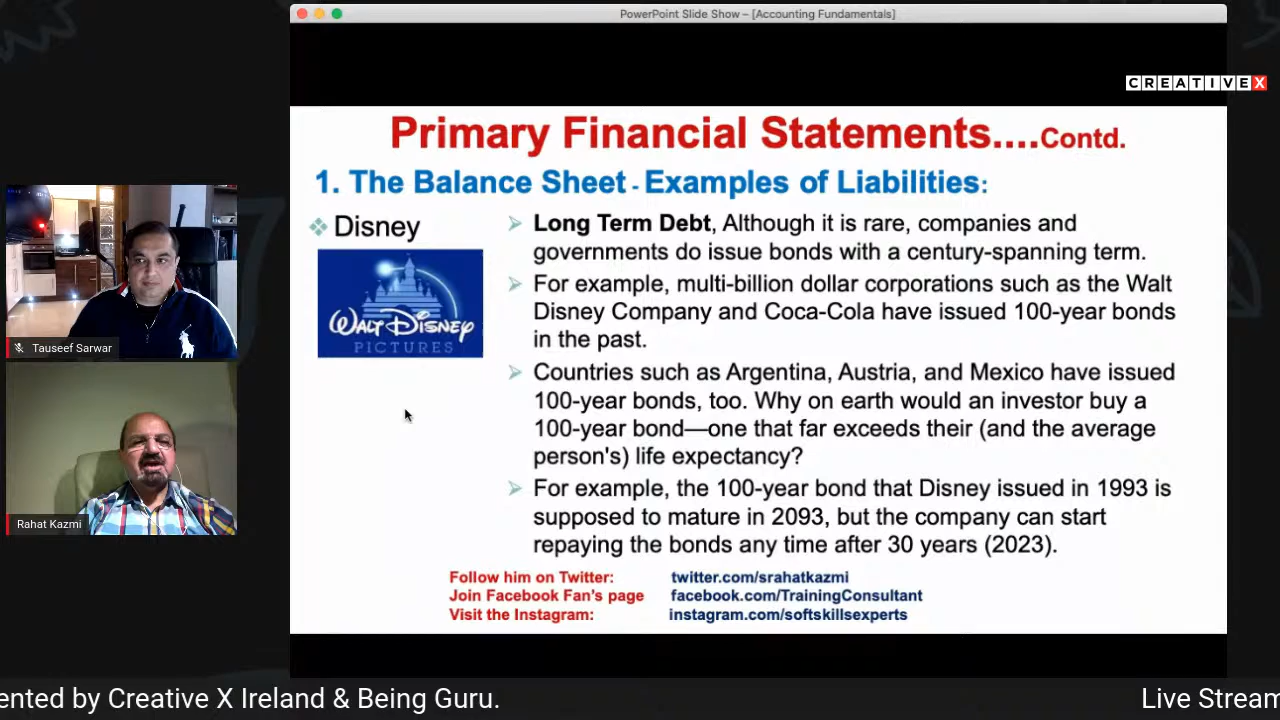 PowerPoint Slide Show – [Accounting Fundamentals]
CREATIVEX
Primary Financial Statements....Contd.
1. The Balance Sheet - Examples of Liabilities:
Disney
WALT DISNEY
PICTURES
Long Term Debt, Although it is rare, companies and
governments do issue bonds with a century-spanning term.
For example, multi-billion dollar corporations such as the Walt
Disney Company and Coca-Cola have issued 100-year bonds
in the past.
Countries such as Argentina, Austria, and Mexico have issued
100-year bonds, too. Why on earth would an investor buy a
100-year bond—one that far exceeds their (and the average
person's) life expectancy?
For example, the 100-year bond that Disney issued in 1993 is
supposed to mature in 2093, but the company can start
repaying the bonds any time after 30 years (2023).
Follow him on Twitter: twitter.com/srahatkazmi
Join Facebook Fan's page facebook.com/TrainingConsultant
Visit the Instagram: instagram.com/softskillsexperts
Tauseef Sarwar
Rahat Kazmi
ented by Creative X Ireland & Being Guru.
Live Stream